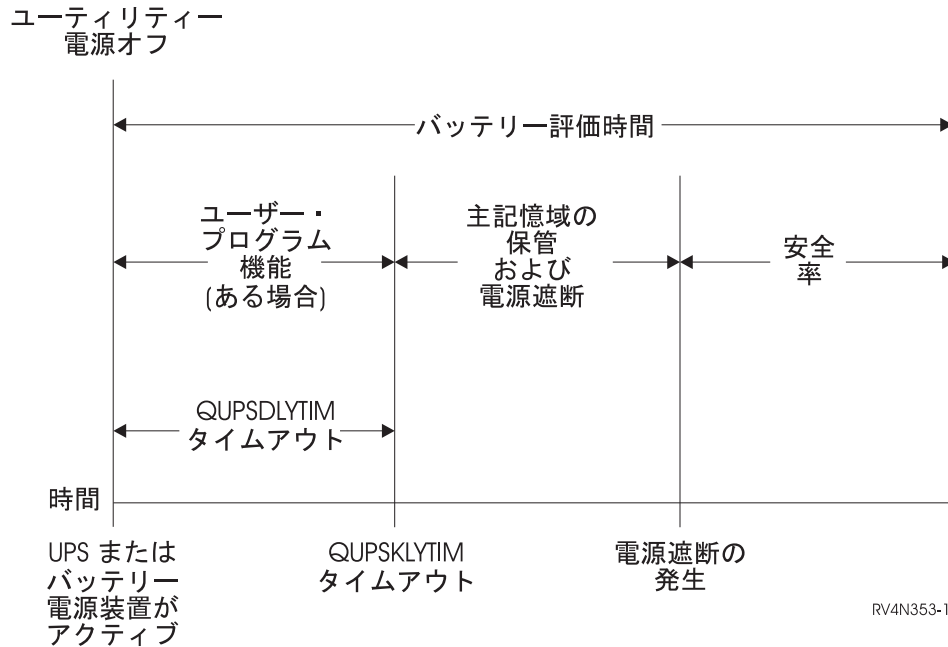 ユーティリティー
電源オフ
バッテリー評価時間
ユーザー・
プログラム
機能
(ある場合)
主記憶域の
保管
および
電源遮断
安全
率
QUPSDLYTIM
タイムアウト
時間
UPS または
バッテリー
電源装置が
アクティブ
QUPSKLYTIM
タイムアウト
電源遮断の
発生
RV4N353-1